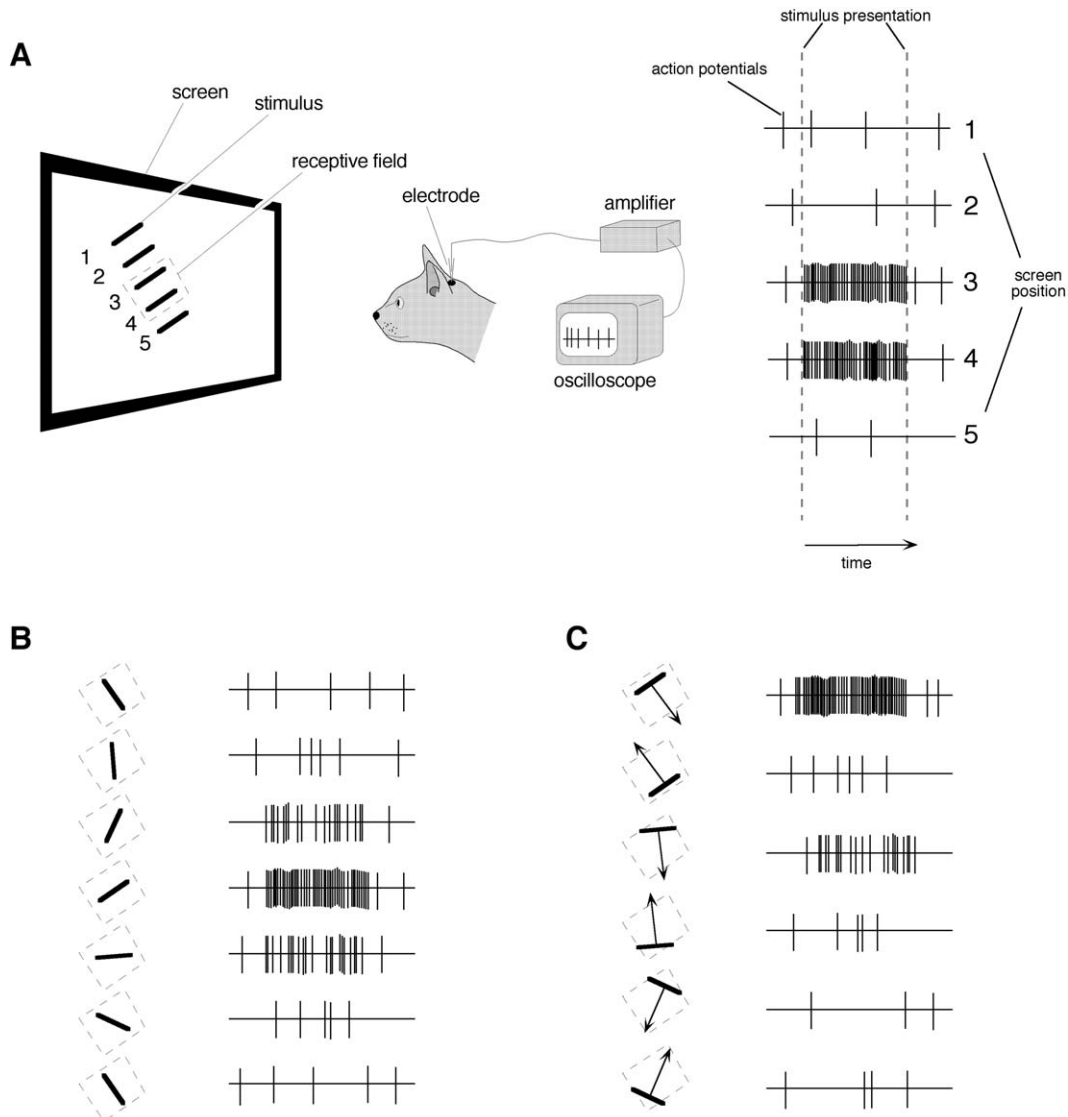 A
screen
stimulus
receptive field
1
2
3
4
5
electrode
amplifier
oscilloscope
stimulus presentation
action potentials
1
2
3
4
5
screen
position
time
B
C